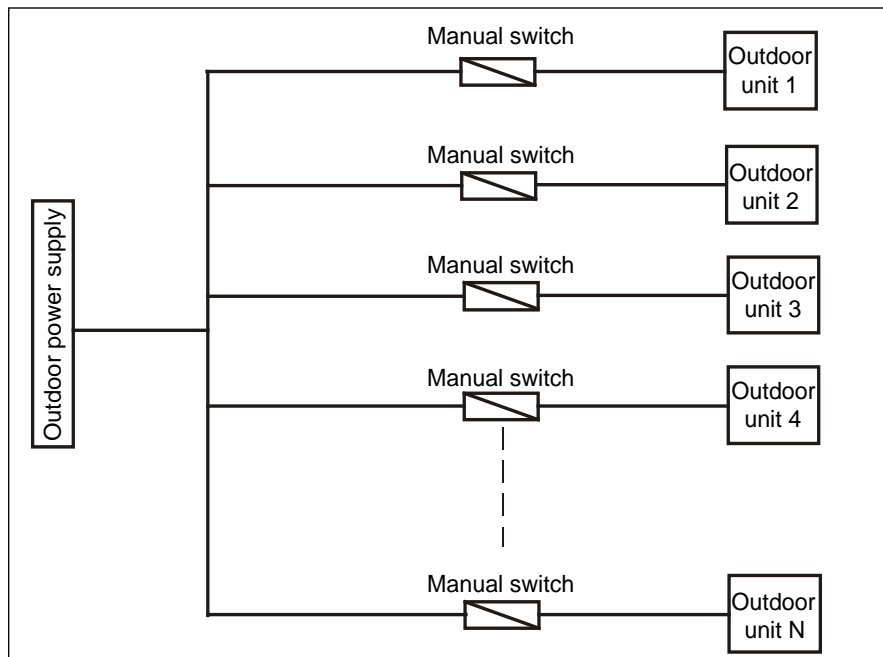 Manual switch
Outdoor
unit 1
Manual switch
Outdoor
unit 2
Outdoor power supply
Manual switch
Outdoor
unit 3
Manual switch
Outdoor
unit 4
Manual switch
Outdoor
unit N